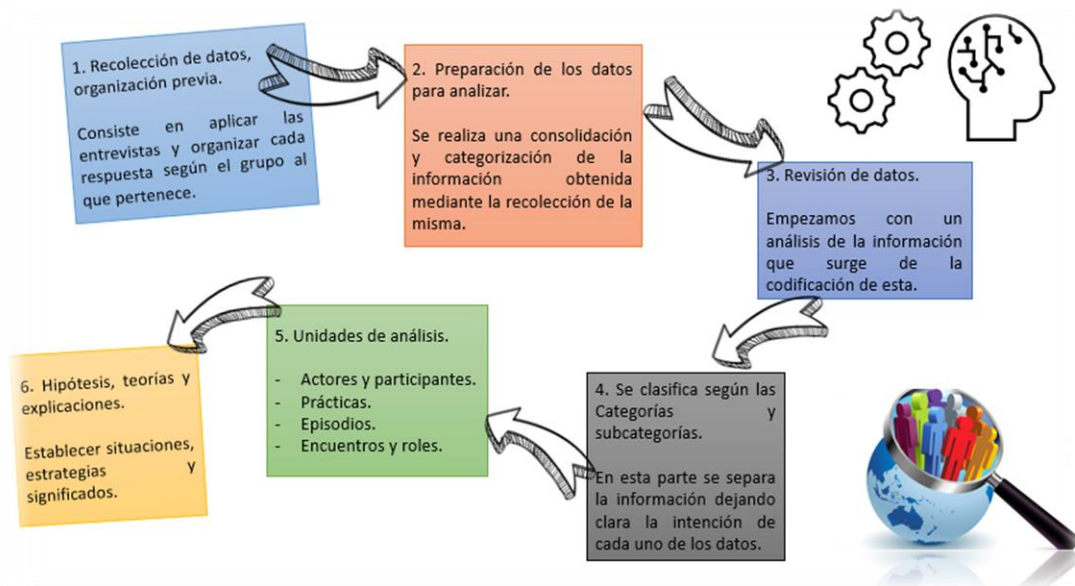 1. Recolección de datos,
organización previa.
Consiste en aplicar las
entrevistas y organizar cada
respuesta según el grupo al
que pertenece.
2. Preparación de los datos
para analizar.
Se realiza una consolidación
y categorización de la
información obtenida
mediante la recolección de la
misma.
3. Revisión de datos.
Empezamos con un
análisis de la información
que surge de la
codificación de esta.
4. Se clasifica según las
Categorías y
subcategorías.
En esta parte se separa
la información dejando
clara la intención de
cada uno de los datos.
5. Unidades de análisis.
- Actores y participantes.
- Prácticas.
- Episodios.
- Encuentros y roles.
6. Hipótesis, teorías y
explicaciones.
Establecer situaciones,
estrategias y
significados.